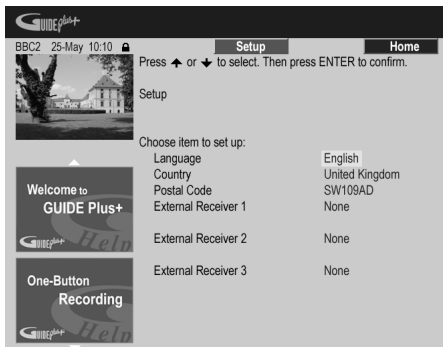 GUIDE plus+
BBC2 25-May 10:10 Setup Home
Press or to select. Then press ENTER to confirm.
Setup
Choose item to set up:
Language English
Country United Kingdom
Postal Code SW109AD
External Receiver 1 None
External Receiver 2 None
External Receiver 3 None
Welcome to
GUIDE Plus+
GUIDE plus+ Help
One-Button
Recording
GUIDE plus+ Help